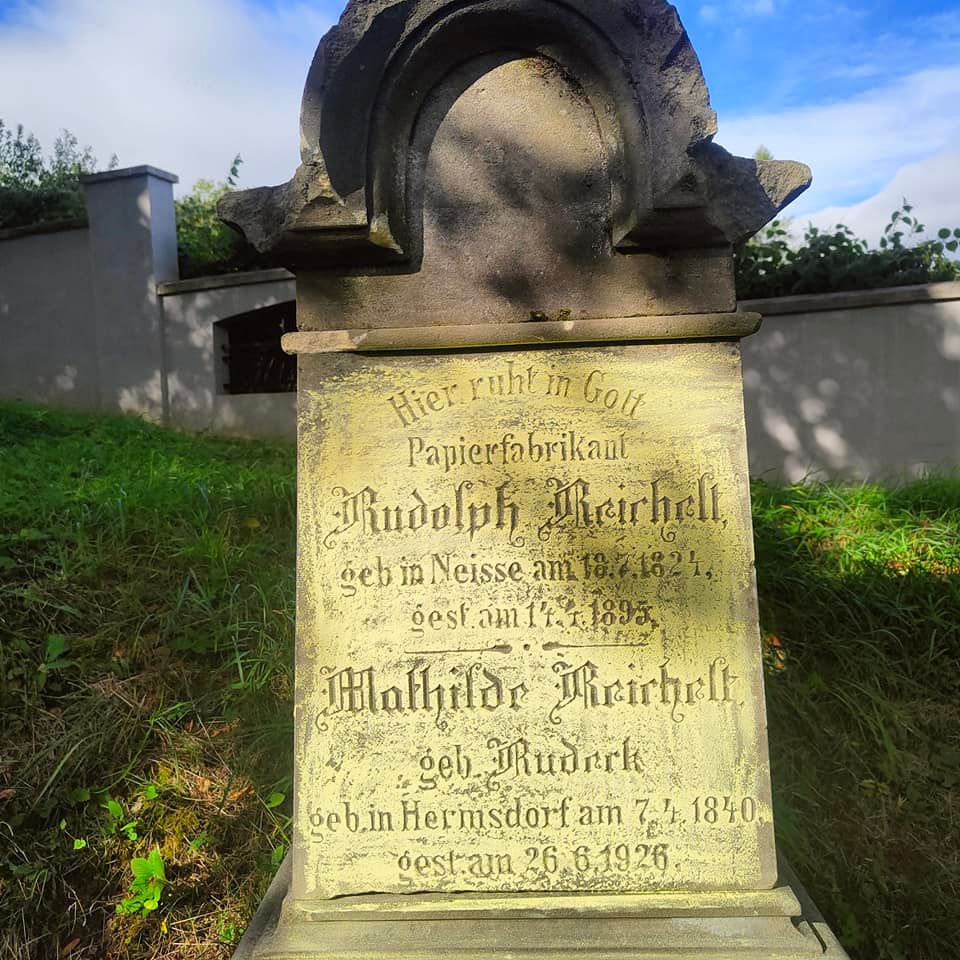 Hier ruht in Gott
Papierfabrikant
Rudolph Reichelt,
geb in Neisse am 18.7.1824,
gest am 14.4.1895.
Mathilde Reichelt,
geb. Ruderk
geb. in Hermsdorf am 7.4.1840,
gest. am 26.6.1926.